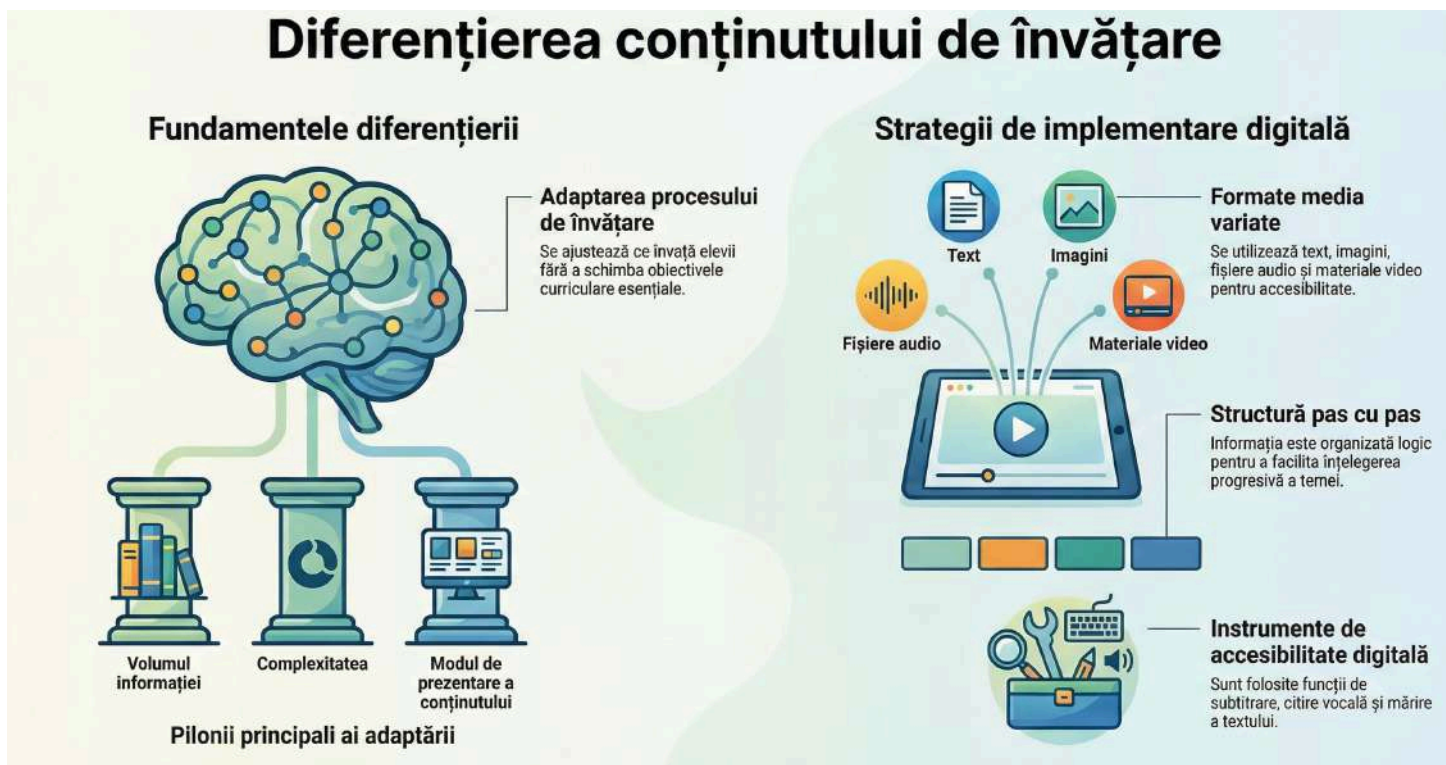 Diferențierea conținutului de învățare
Fundamentele diferențierii
Adaptarea procesului
de învățare
Se ajustează ce învață elevii
fără a schimba obiectivele
curriculare esențiale.
Volumul
informației
Complexitatea
Modul de
prezentare a
conținutului
Pilonii principali ai adaptării
Strategii de implementare digitală
Text
Imagini
Fișiere audio
Materiale video
Formate media
variate
Se utilizează text, imagini,
fișiere audio și materiale video
pentru accesibilitate.
Structură pas cu pas
Informația este organizată logic
pentru a facilita înțelegerea
progresivă a temei.
Instrumente de
accesibilitate digitală
Sunt folosite funcții de
subtitrare, citire vocală și mărire
a textului.